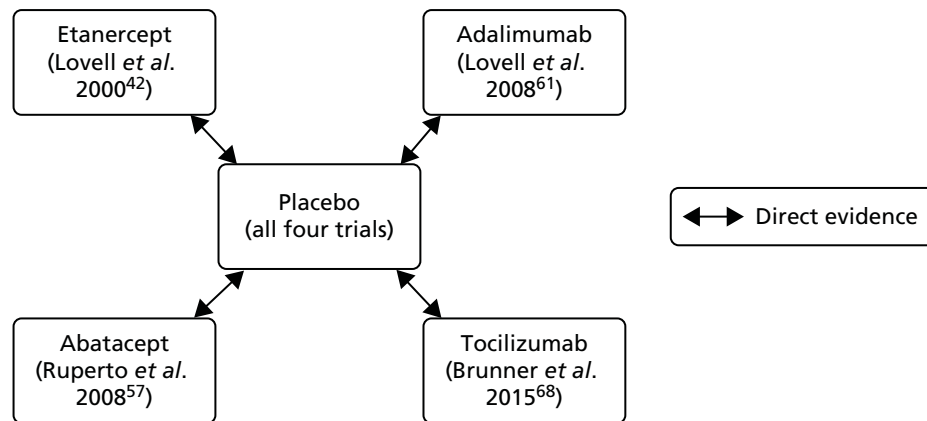 Etanercept
(Lovell et al.
2000⁴²)
Adalimumab
(Lovell et al.
2008⁶¹)
Placebo
(all four trials)
Direct evidence
Abatacept
(Ruperto et al.
2008⁵⁷)
Tocilizumab
(Brunner et al.
2015⁶⁸)